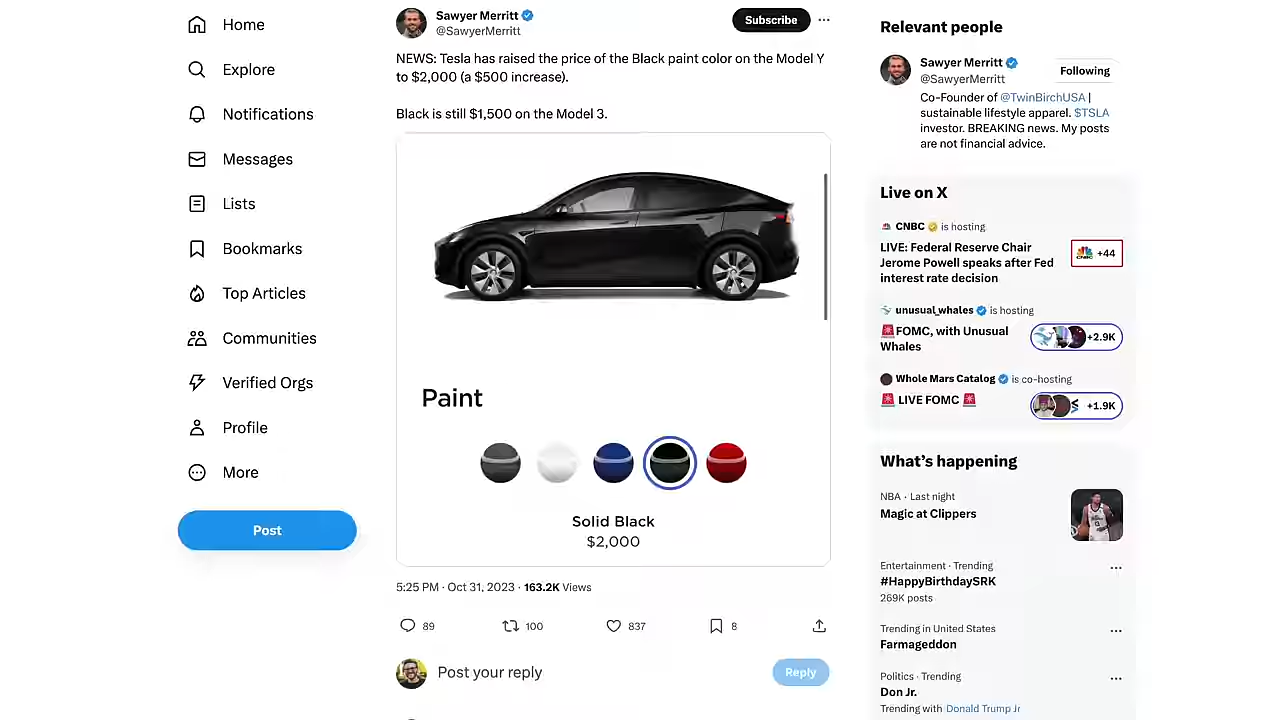 Home
Explore
Notifications
Messages
Lists
Bookmarks
Top Articles
Communities
Verified Orgs
Profile
More
Post
Sawyer Merritt
@SawyerMerritt
Subscribe
NEWS: Tesla has raised the price of the Black paint color on the Model Y
to $2,000 (a $500 increase).
Black is still $1,500 on the Model 3.
Paint
Solid Black
$2,000
5:25 PM · Oct 31, 2023 · 163.2K Views
89
100
837
8
Post your reply
Reply
Relevant people
Sawyer Merritt
@SawyerMerritt
Following
Co-Founder of @TwinBirchUSA |
sustainable lifestyle apparel. $TSLA
investor. BREAKING news. My posts
are not financial advice.
Live on X
CNBC is hosting
LIVE: Federal Reserve Chair
Jerome Powell speaks after Fed
interest rate decision
CNBC +44
unusual_whales is hosting
FOMC, with Unusual
Whales
+2.9K
Whole Mars Catalog is co-hosting
LIVE FOMC
+1.9K
What's happening
NBA · Last night
Magic at Clippers
Entertainment · Trending
#HappyBirthdaySRK
269K posts
Trending in United States
Farmageddon
Politics · Trending
Don Jr.
Trending with Donald Trump Jr